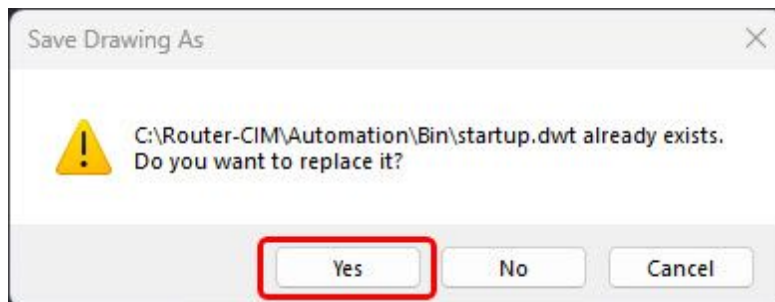 Save Drawing As
C:\Router-CIM\Automation\Bin\startup.dwt already exists.
Do you want to replace it?
Yes No Cancel